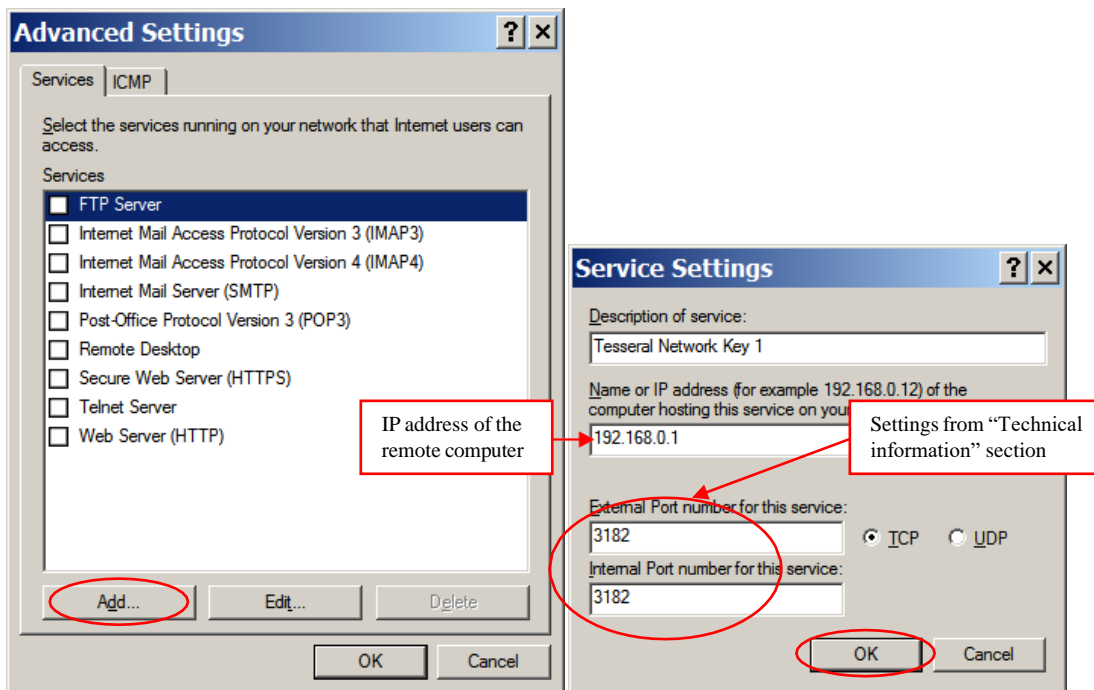 Advanced Settings
Services
ICMP
Select the services running on your network that Internet users can
access.
Services
FTP Server
Internet Mail Access Protocol Version 3 (IMAP3)
Internet Mail Access Protocol Version 4 (IMAP4)
Internet Mail Server (SMTP)
Post-Office Protocol Version 3 (POP3)
Remote Desktop
Secure Web Server (HTTPS)
Telnet Server
Web Server (HTTP)
Add...
Edit...
Delete
OK
Cancel
IP address of the
remote computer
Service Settings
Description of service:
Tesseral Network Key 1
Name or IP address (for example 192.168.0.12) of the
computer hosting this service on your
192.168.0.1
Settings from “Technical
information” section
External Port number for this service:
3182
TCP
UDP
Internal Port number for this service:
3182
OK
Cancel